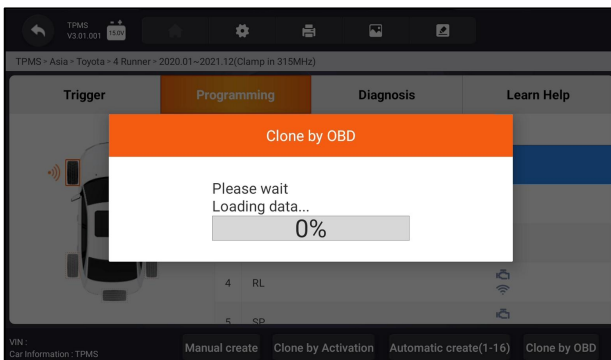 TPMS
V3.01.001
15.0V
TPMS > Asia > Toyota > 4 Runner > 2020.01~2021.12(Clamp in 315MHz)
Trigger
Programming
Diagnosis
Learn Help
Clone by OBD
Please wait
Loading data...
0%
4 RL
5 SP
VIN :
Car Information : TPMS
Manual create
Clone by Activation
Automatic create(1-16)
Clone by OBD